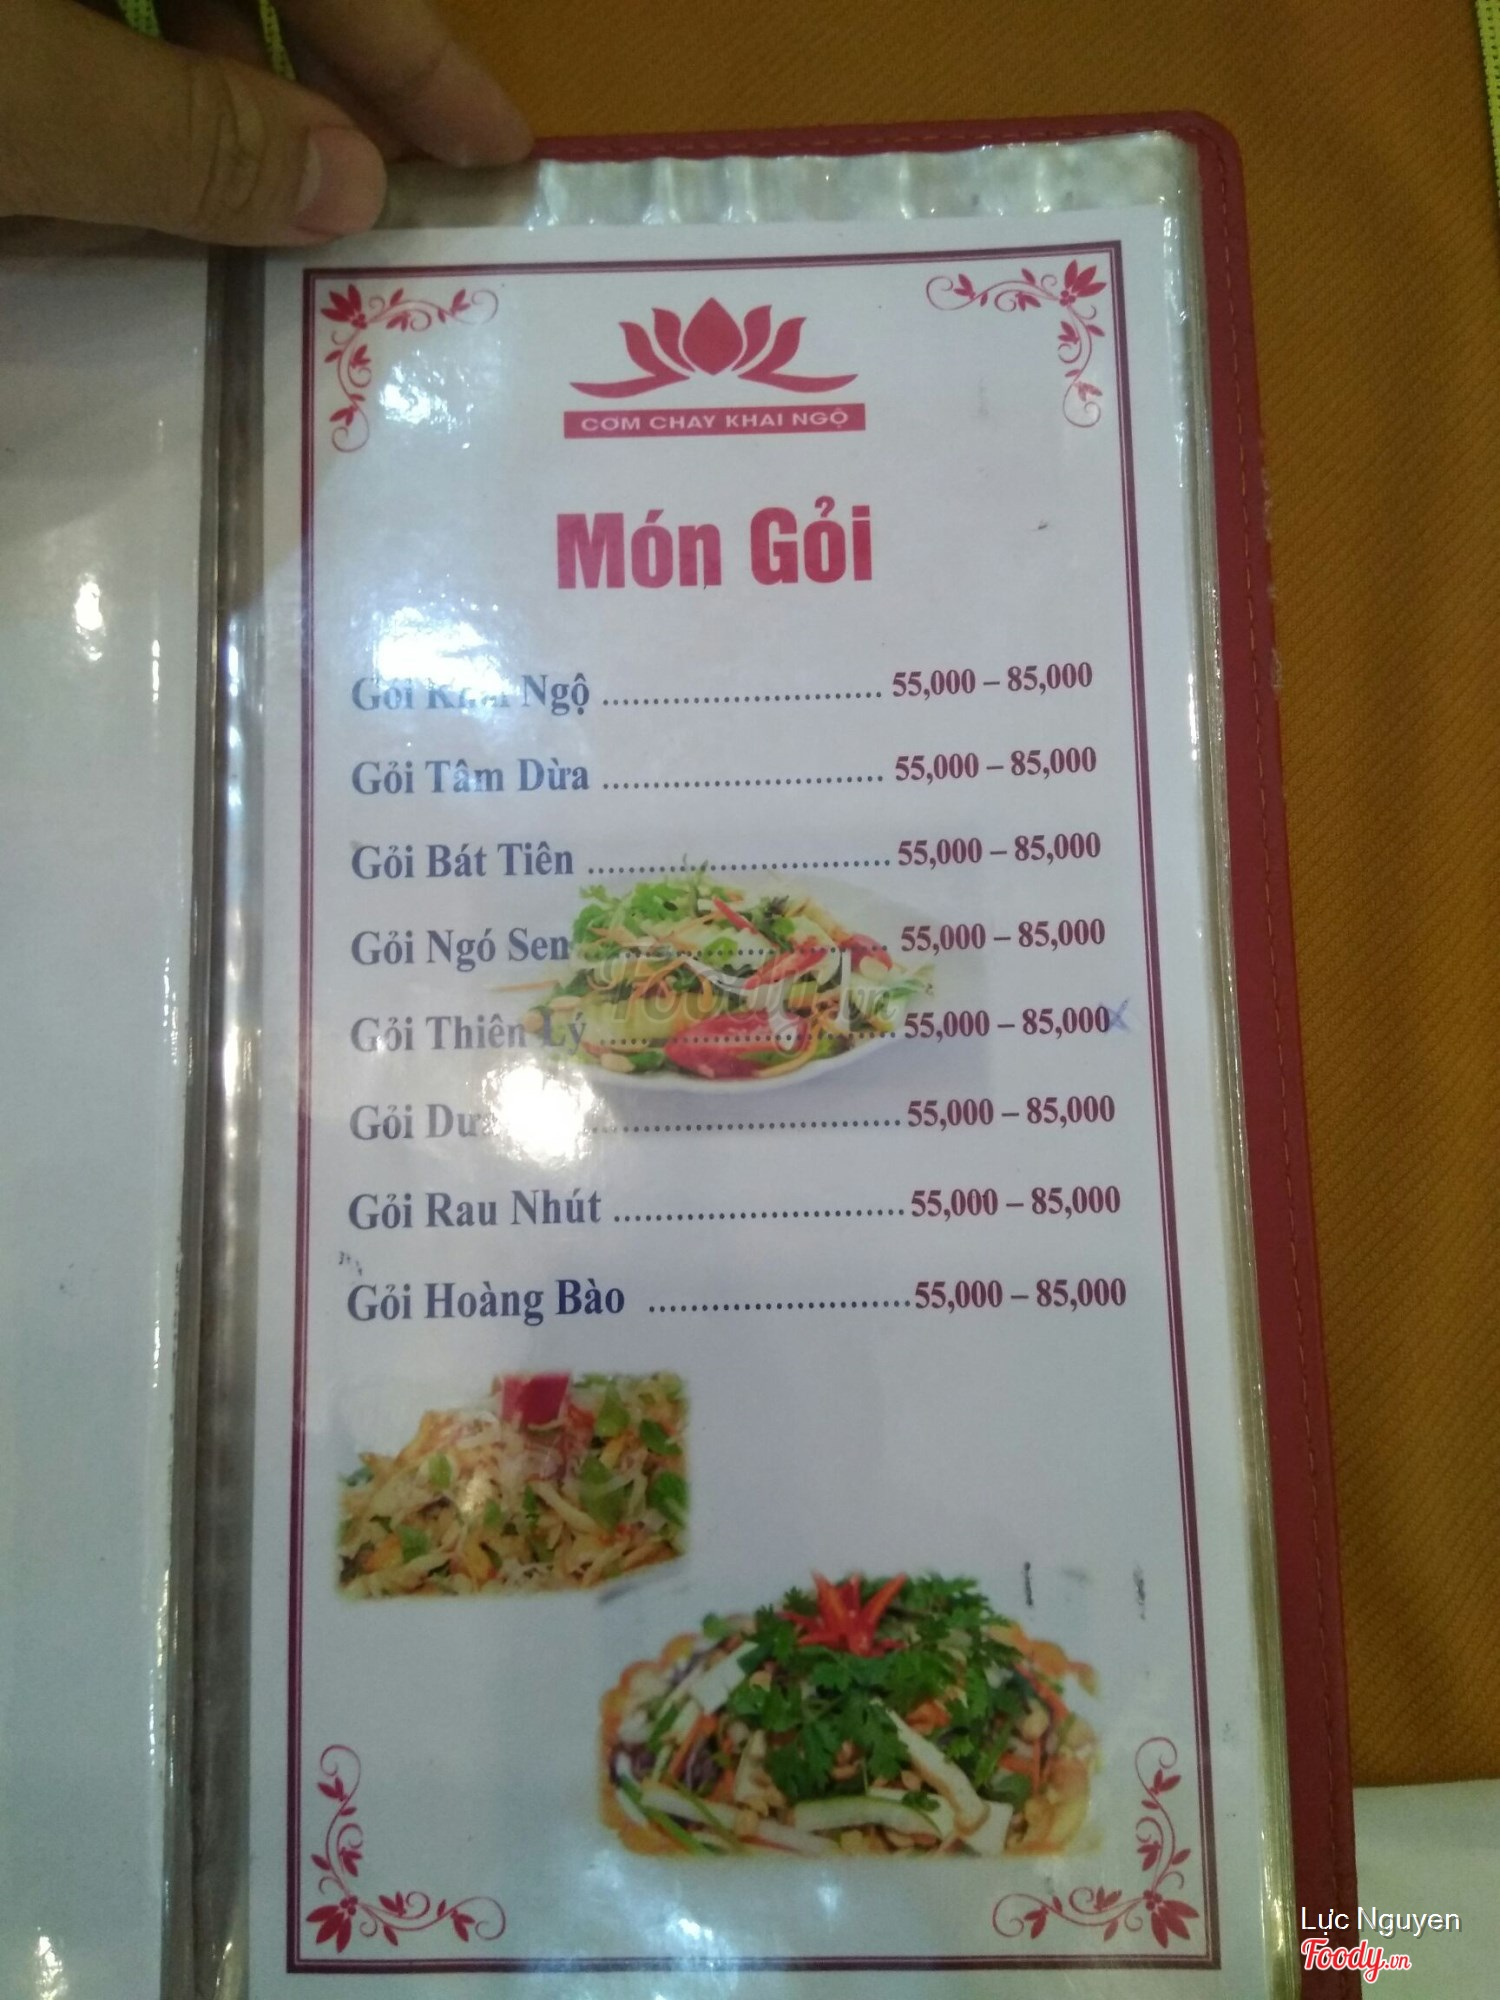 CƠM CHAY KHAI NGỘ
Món Gỏi
Gỏi Khai Ngộ .......................... 55,000 – 85,000
Gỏi Tâm Dừa .......................... 55,000 – 85,000
Gỏi Bát Tiên .......................... 55,000 – 85,000
Gỏi Ngó Sen .......................... 55,000 – 85,000
Gỏi Thiên Lý .......................... 55,000 – 85,000
Gỏi .......................... 55,000 – 85,000
Gỏi Rau Nhút .......................... 55,000 – 85,000
Gỏi Hoàng Bào .......................... 55,000 – 85,000
Foody.vn
Lực Nguyen
Foody.vn